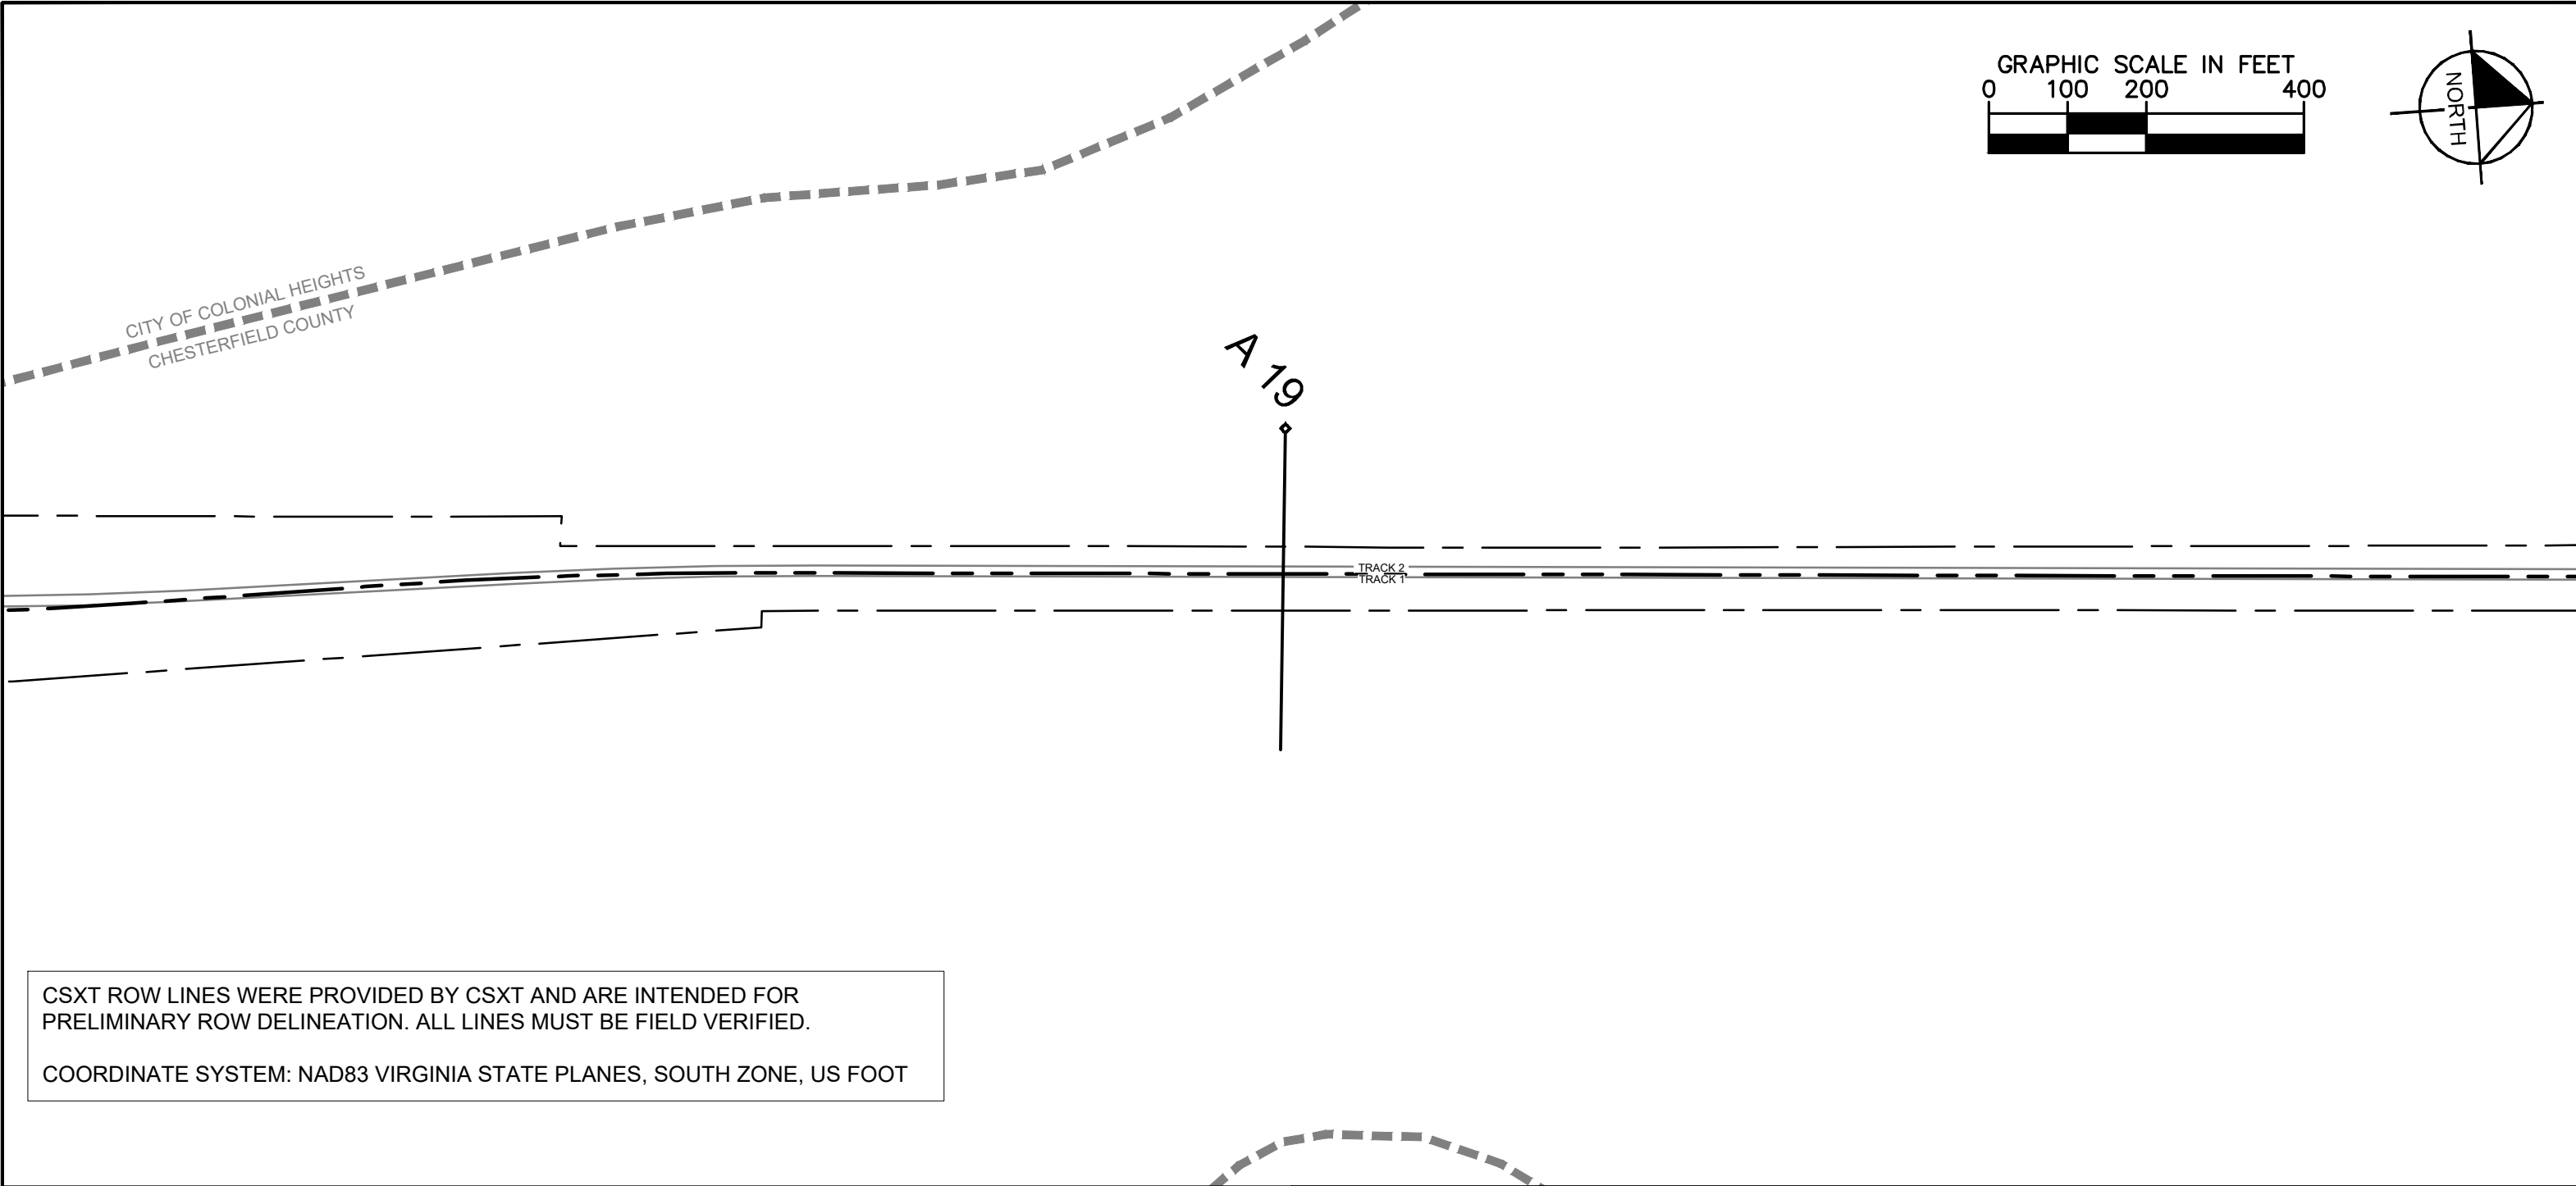 GRAPHIC SCALE IN FEET
0 100 200 400
NORTH
CITY OF COLONIAL HEIGHTS
CHESTERFIELD COUNTY
A 19
TRACK 2
TRACK 1
CSXT ROW LINES WERE PROVIDED BY CSXT AND ARE INTENDED FOR
PRELIMINARY ROW DELINEATION. ALL LINES MUST BE FIELD VERIFIED.
COORDINATE SYSTEM: NAD83 VIRGINIA STATE PLANES, SOUTH ZONE, US FOOT